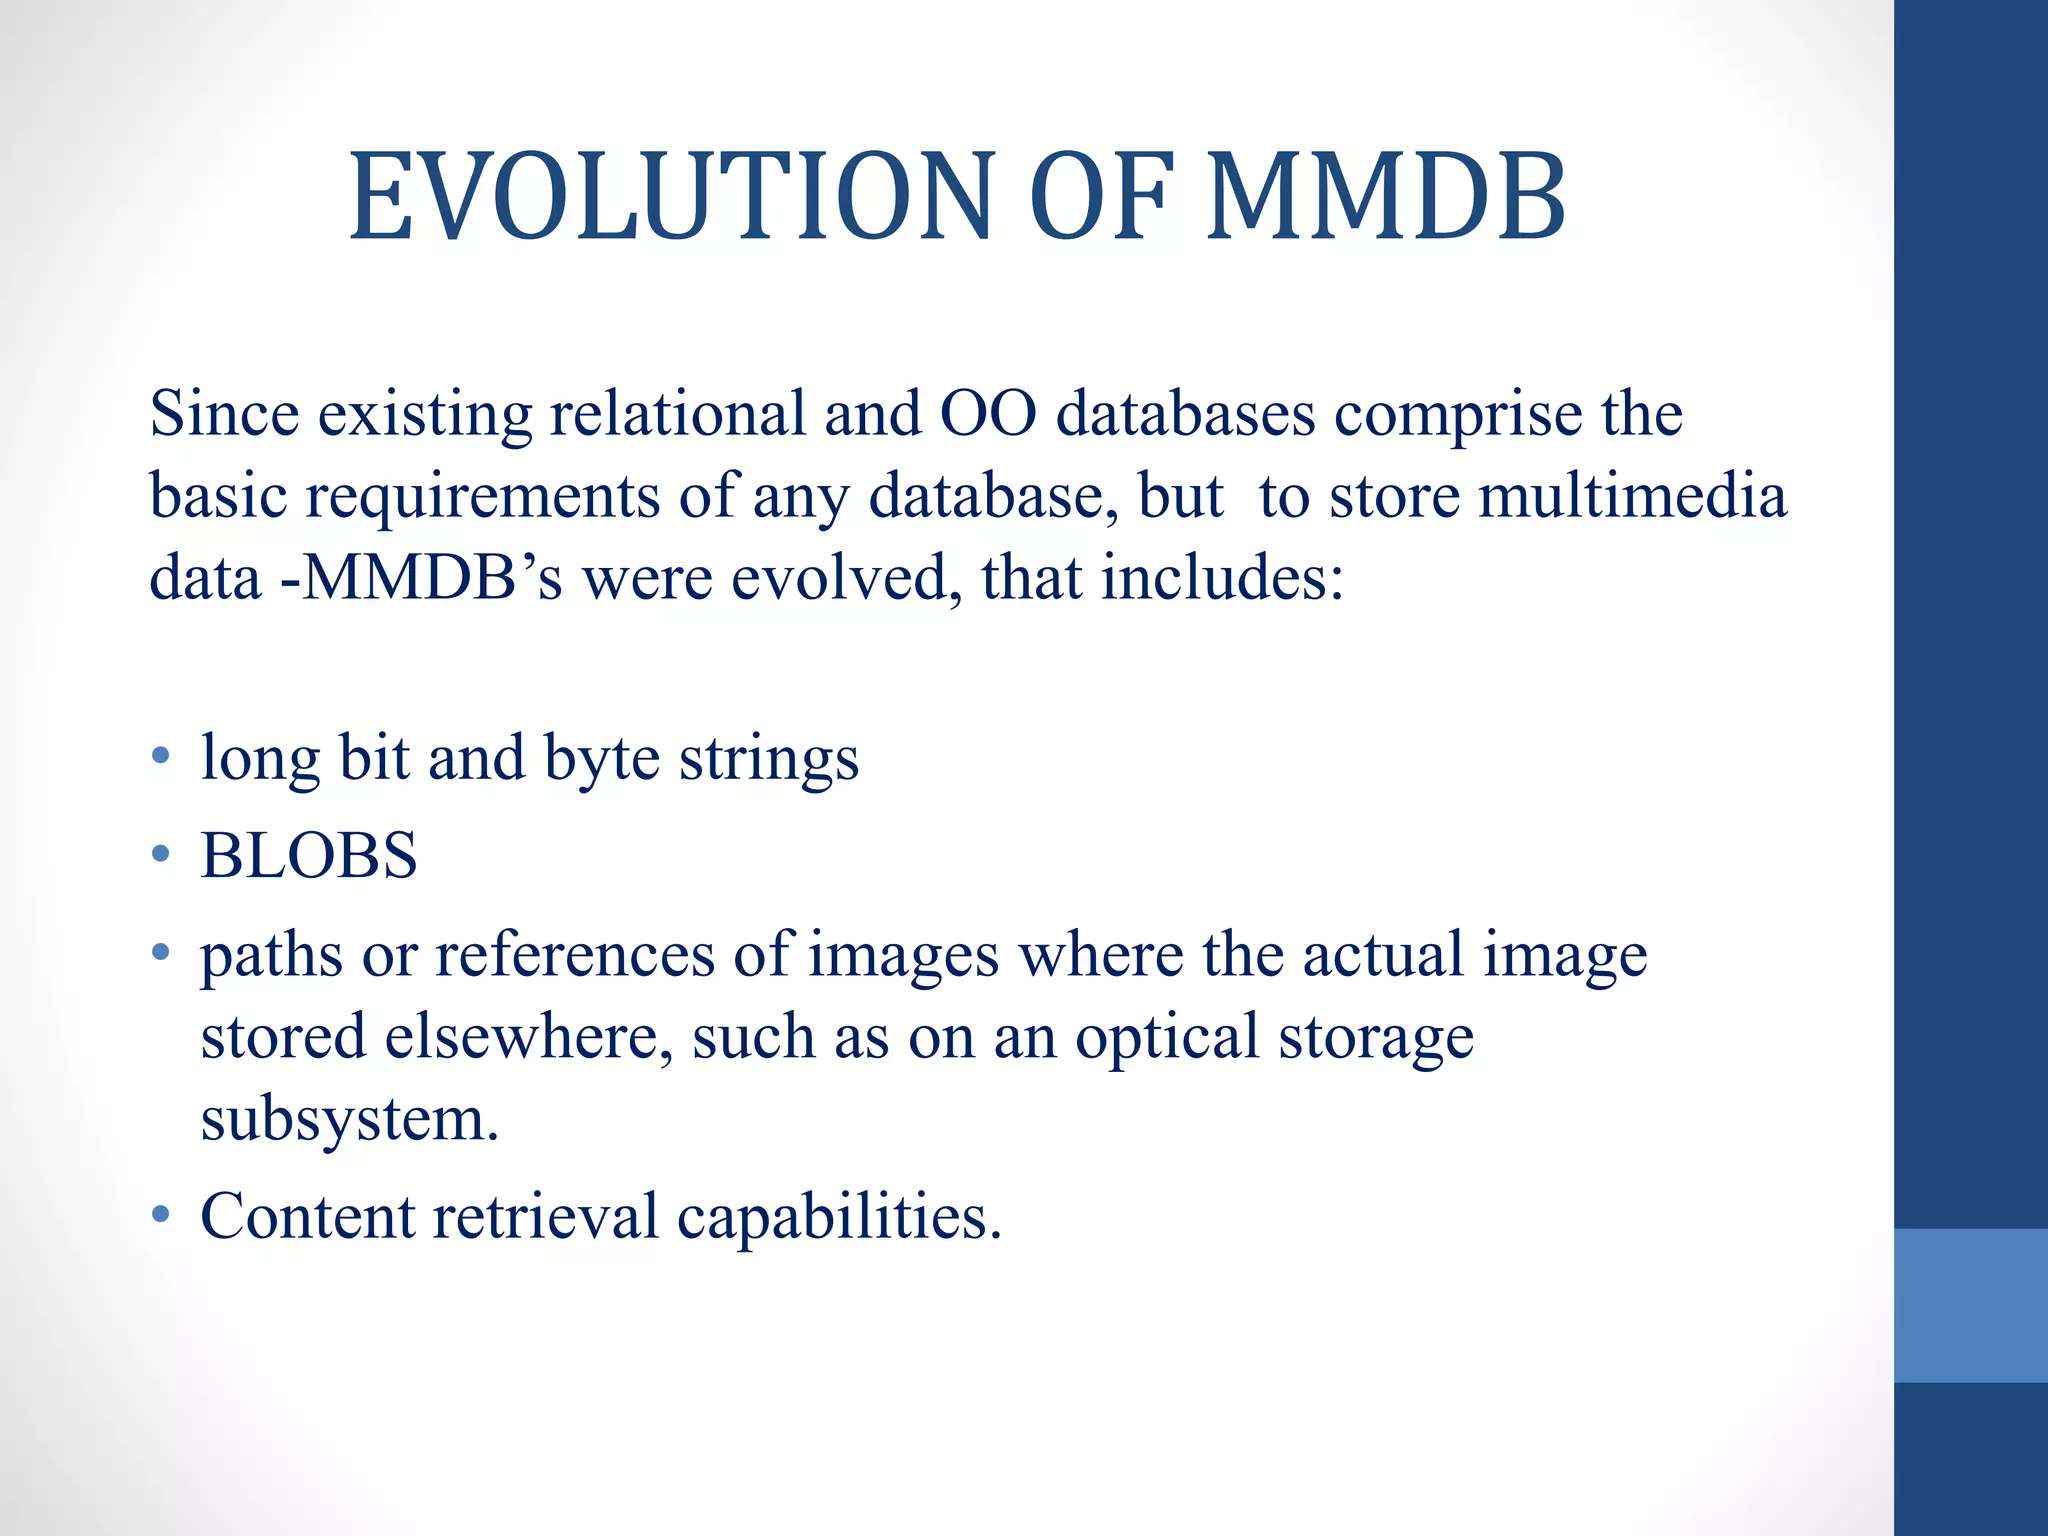 EVOLUTION OF MMDB
Since existing relational and OO databases comprise the
basic requirements of any database, but  to store multimedia
data -MMDB’s were evolved, that includes:
• long bit and byte strings
• BLOBS
• paths or references of images where the actual image
stored elsewhere, such as on an optical storage
subsystem.
• Content retrieval capabilities.